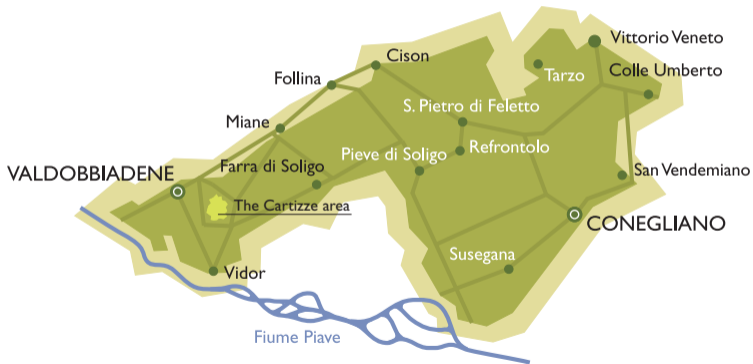 Vittorio Veneto
Cison
Tarzo
Colle Umberto
Follina
S. Pietro di Feletto
Miane
Refrontolo
Pieve di Soligo
Farra di Soligo
San Vendemiano
VALDOBBIADENE
The Cartizze area
CONEGLIANO
Susegana
Vidor
Fiume Piave